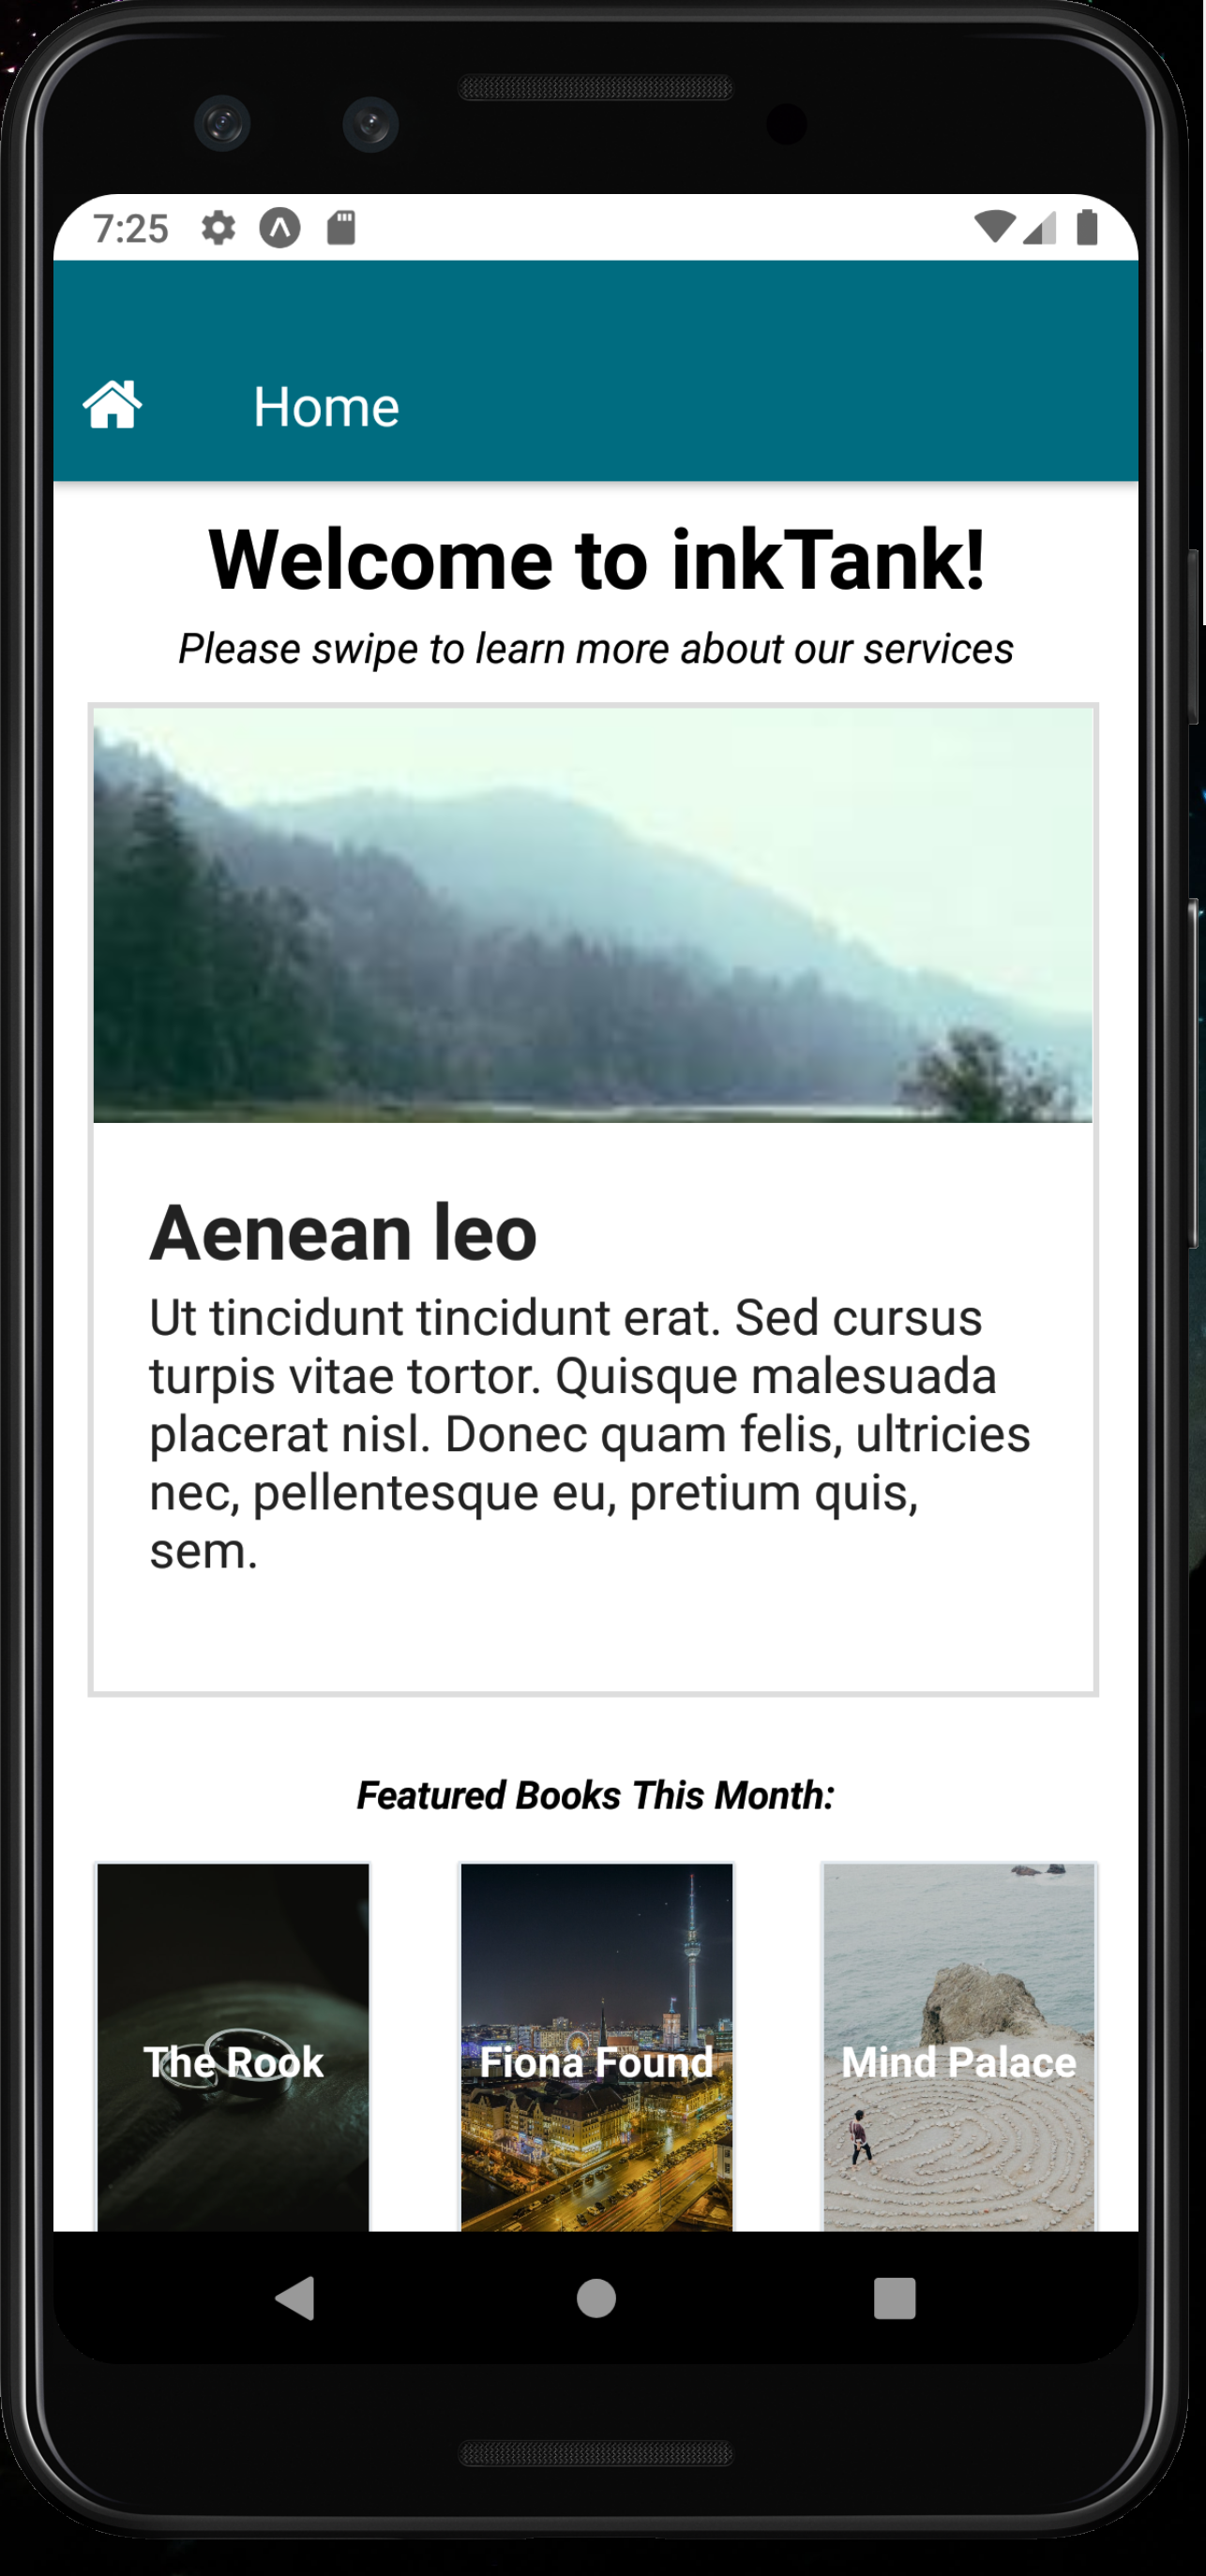 7:25
Home
Welcome to inkTank!
Please swipe to learn more about our services
Aenean leo
Ut tincidunt tincidunt erat. Sed cursus
turpis vitae tortor. Quisque malesuada
placerat nisl. Donec quam felis, ultricies
nec, pellentesque eu, pretium quis,
sem.
Featured Books This Month:
The Rook
Fiona Found
Mind Palace